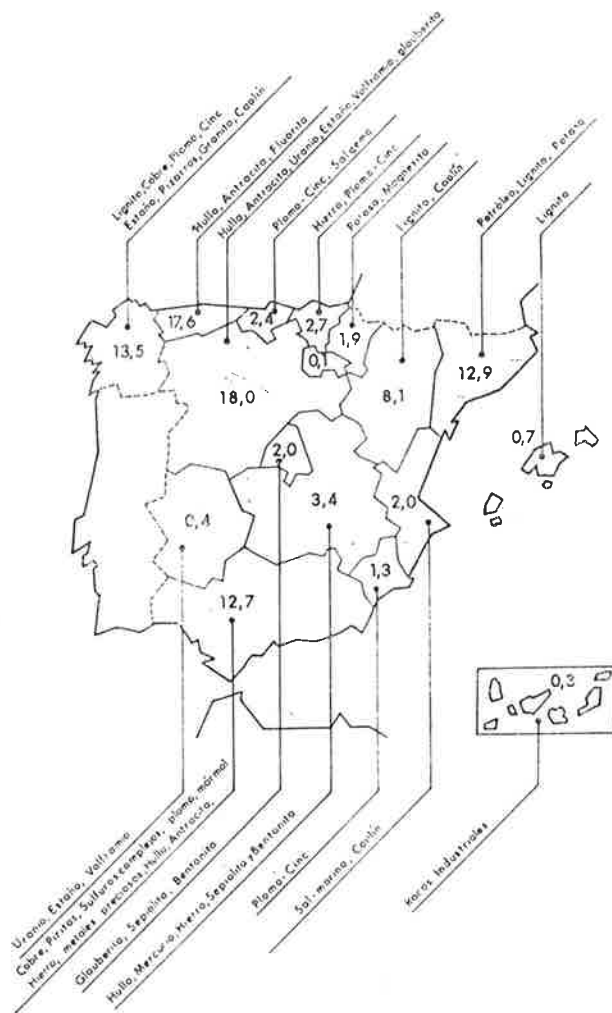 Lignito, Cobre, Plomo, Cinc
Estaño, Pizarros, Granito, Caolín
Hulla, Antracita, Fluorita
Hulla, Antracita, Uranio, Estaño, Volframio, glauberita
Plomo-Cinc, Salgema
Hierro, Plomo-Cinc
Potasa, Magnesita
Lignito, Caolín
Petróleo, Lignito, Potasa
Lignito
13,5
17,6
2,4
2,7
1,9
0,1
18,0
8,1
12,9
0,7
2,0
3,4
2,0
0,4
1,3
12,7
0,3
Uranio, Estaño, Volframio
Cobre, Piritas, Sulfuros complejos, plomo, mármol
Hierro, metales preciosos, Hulla, Antracita,
Glauberita, Sepiolita, Bentonita
Hulla, Mercurio, Hierro, Sepiolita y Bentonita
Plomo-Cinc
Sal-marina, Caolín
Rocas Industriales